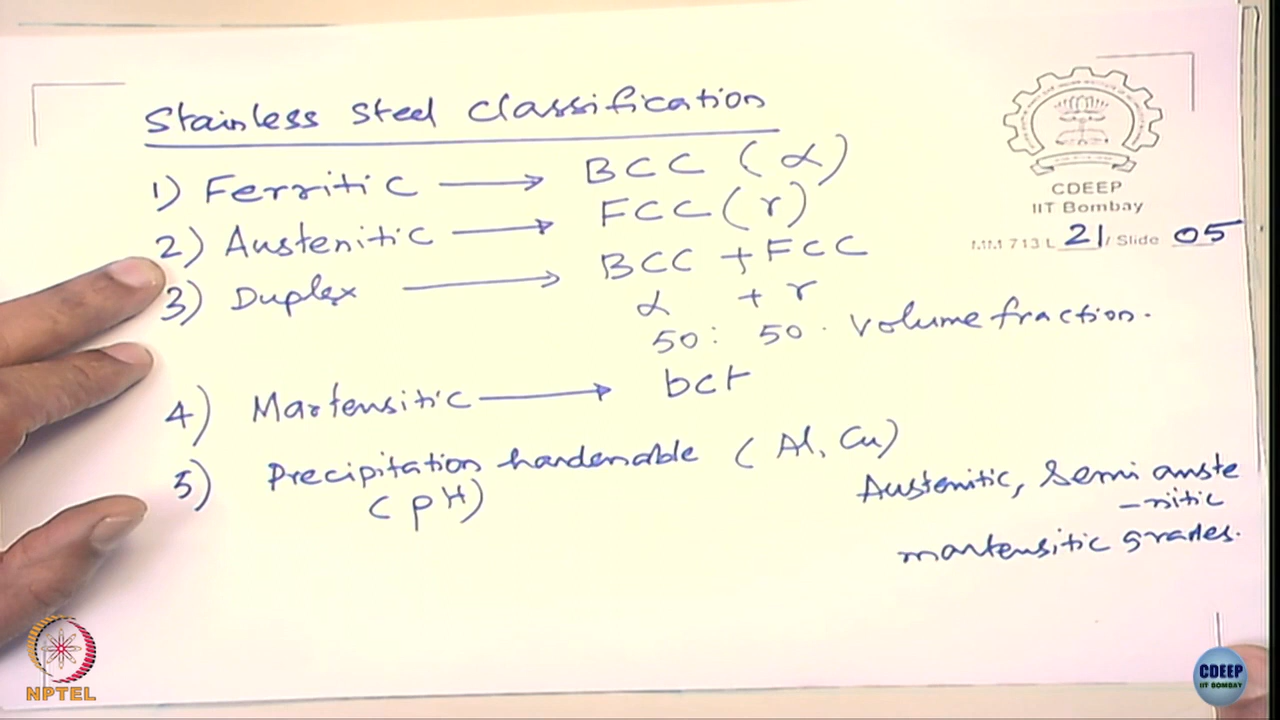 Stainless Steel Classification
1) Ferritic → BCC (α)
2) Austenitic → FCC (γ)
3) Duplex → BCC + FCC
α + γ
50: 50 . Volume fraction.
4) Martensitic → bct
5) Precipitation hardenable (Al, Cu)
(pH)
Austenitic, Semi auste
-nitic
martensitic grades.
CDEEP
IIT Bombay
MM 713 L 21 / Slide 05
NPTEL
CDEEP
IIT BOMBAY